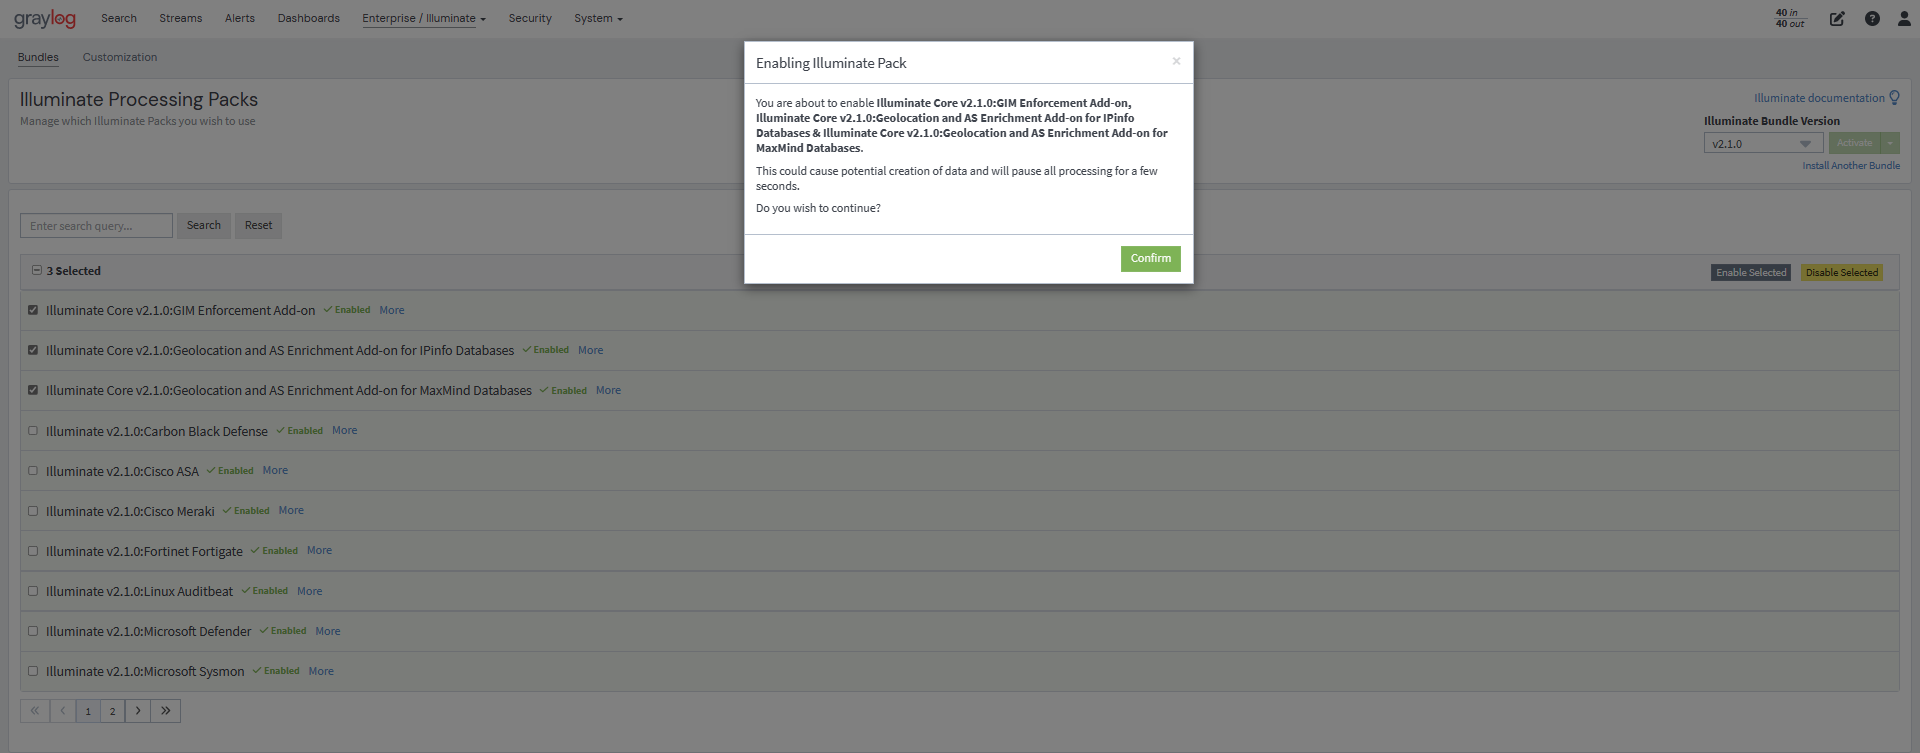 graylog
Search Streams Alerts Dashboards Enterprise / Illuminate Security System
40 in
40 out
Bundles Customization
Enabling Illuminate Pack ×
You are about to enable Illuminate Core v2.1.0:GIM Enforcement Add-on,
Illuminate Core v2.1.0:Geolocation and AS Enrichment Add-on for IPinfo
Databases & Illuminate Core v2.1.0:Geolocation and AS Enrichment Add-on for
MaxMind Databases.
This could cause potential creation of data and will pause all processing for a few
seconds.
Do you wish to continue?
Confirm
Illuminate Processing Packs
Manage which Illuminate Packs you wish to use
Illuminate documentation
Illuminate Bundle Version
v2.1.0 Activate
Install Another Bundle
Enter search query... Search Reset
3 Selected Enable Selected Disable Selected
Illuminate Core v2.1.0:GIM Enforcement Add-on Enabled More
Illuminate Core v2.1.0:Geolocation and AS Enrichment Add-on for IPinfo Databases Enabled More
Illuminate Core v2.1.0:Geolocation and AS Enrichment Add-on for MaxMind Databases Enabled More
Illuminate v2.1.0:Carbon Black Defense Enabled More
Illuminate v2.1.0:Cisco ASA Enabled More
Illuminate v2.1.0:Cisco Meraki Enabled More
Illuminate v2.1.0:Fortinet Fortigate Enabled More
Illuminate v2.1.0:Linux Auditbeat Enabled More
Illuminate v2.1.0:Microsoft Defender Enabled More
Illuminate v2.1.0:Microsoft Sysmon Enabled More
« ‹ 1 2 › »